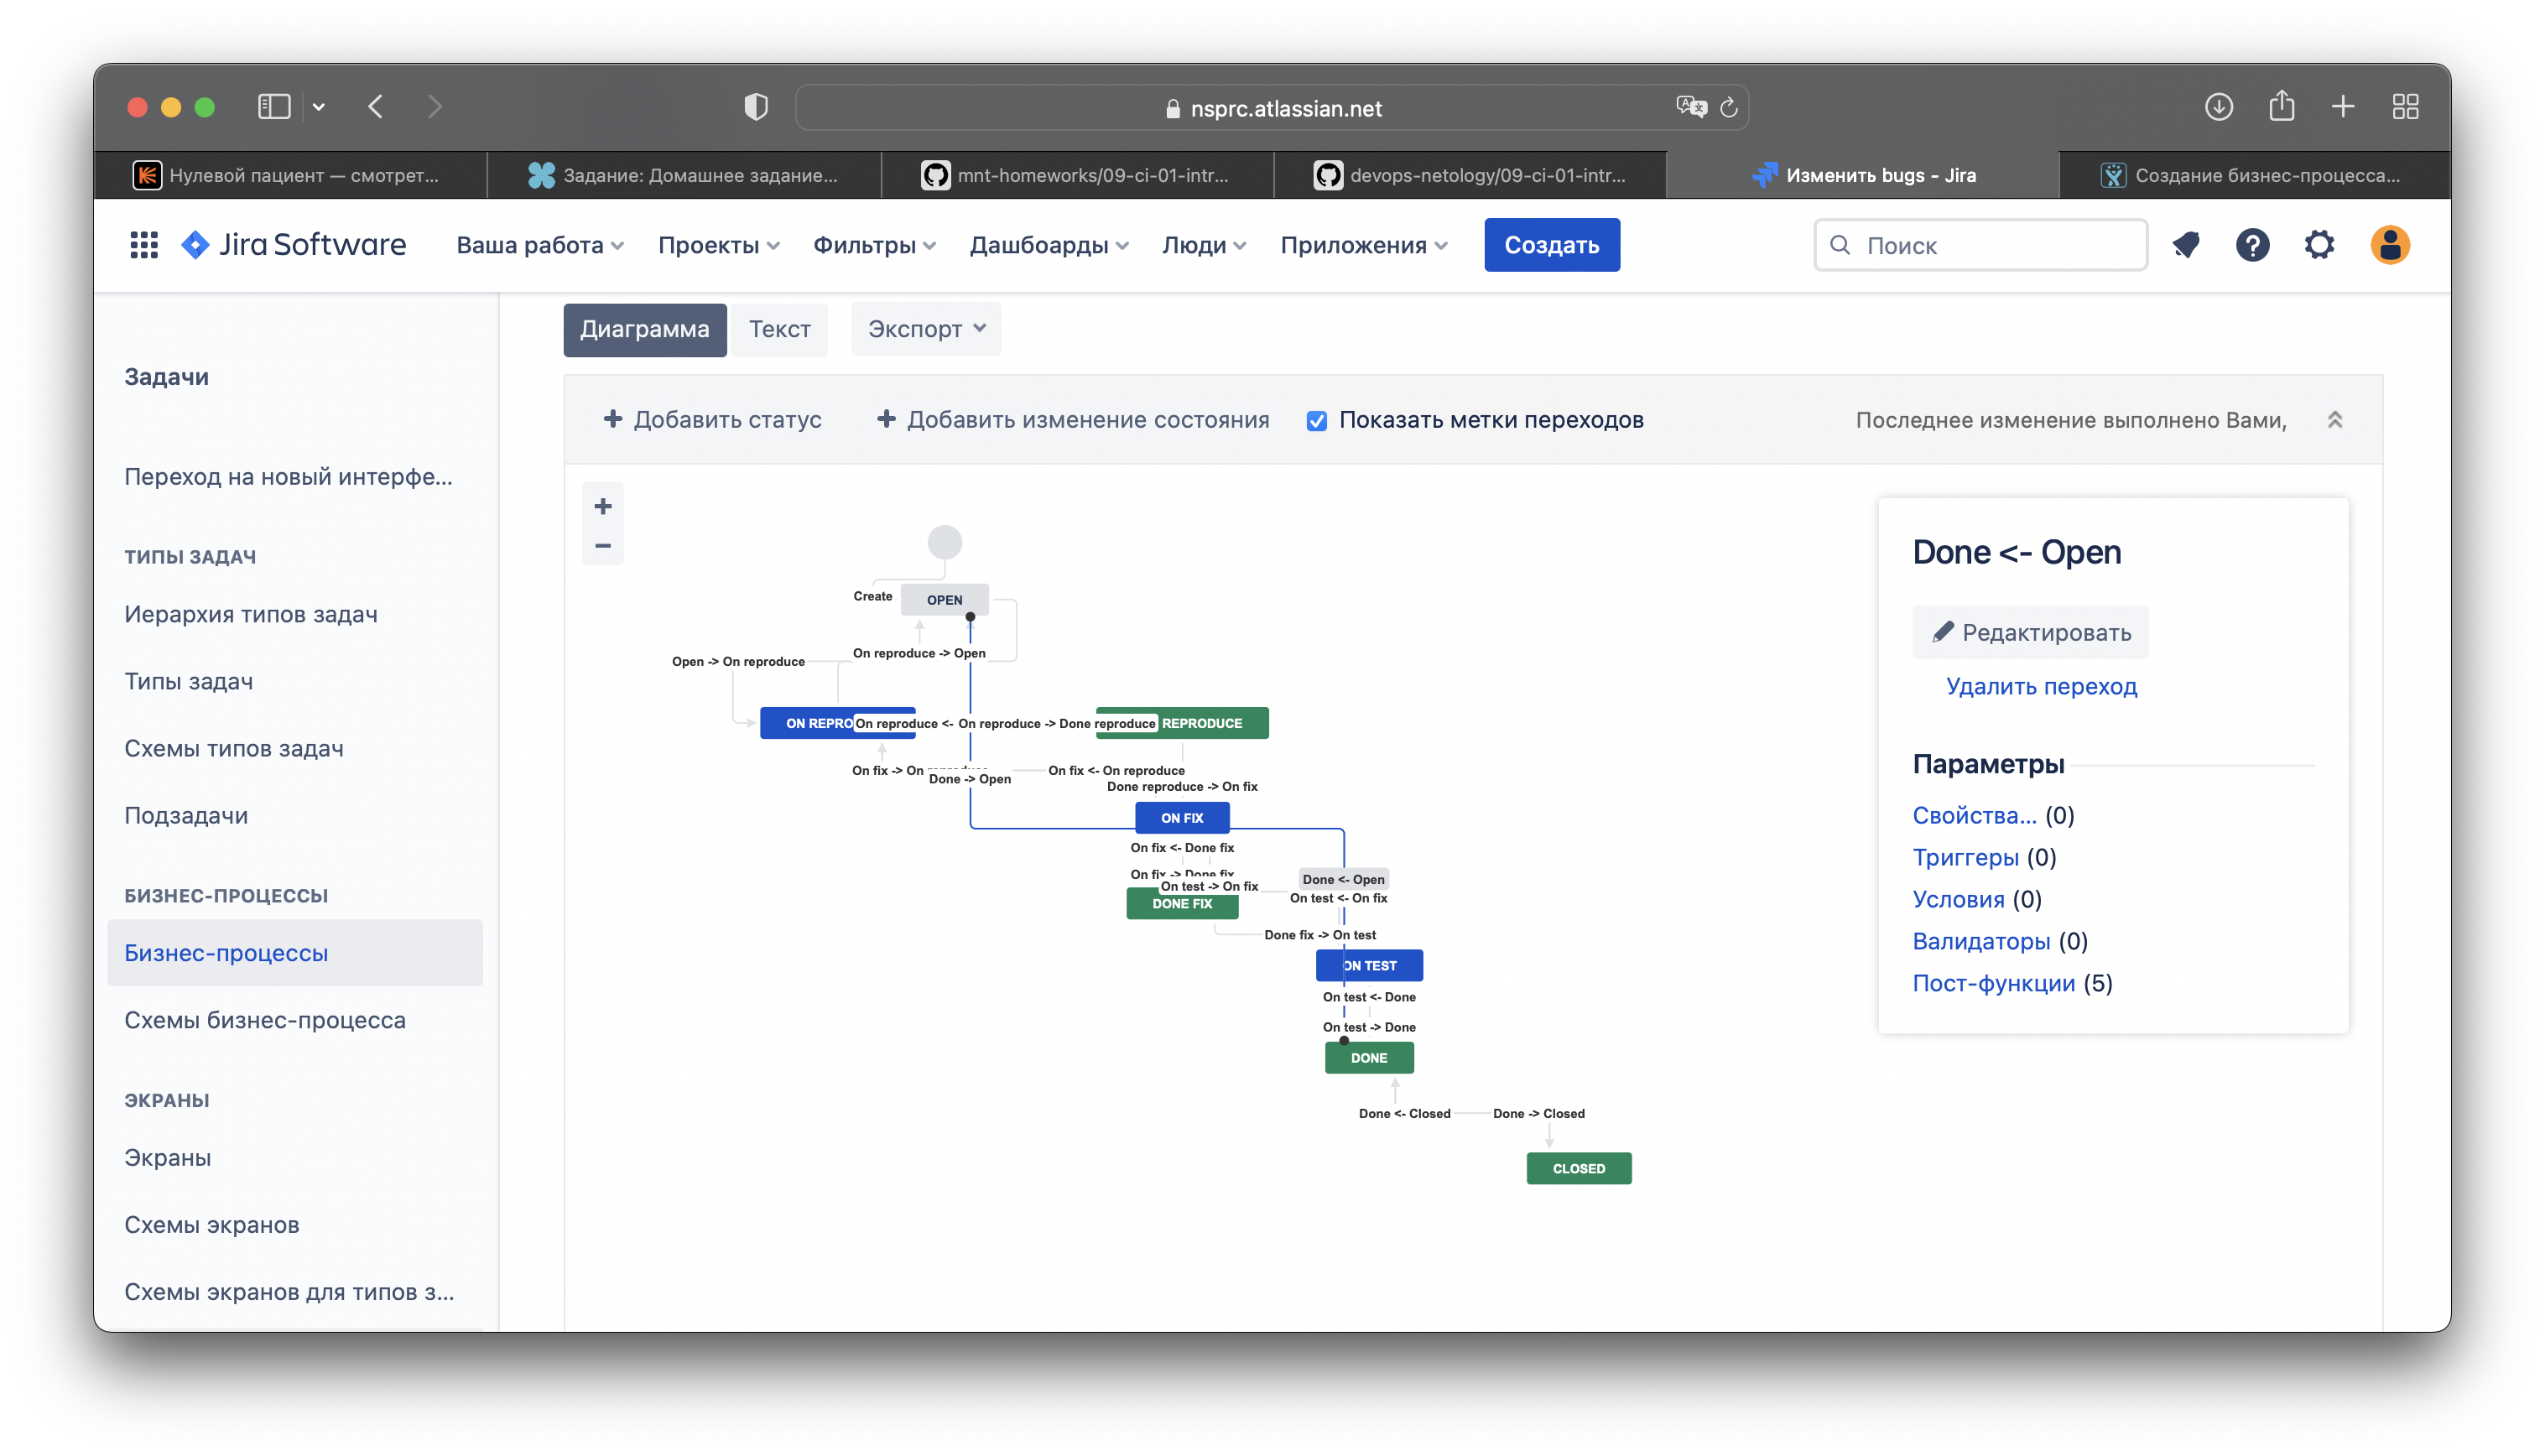 nsprc.atlassian.net
Нулевой пациент — смотрет...
Задание: Домашнее задание...
mnt-homeworks/09-ci-01-intr...
devops-netology/09-ci-01-intr...
Изменить bugs - Jira
Создание бизнес-процесса...
Jira Software
Ваша работа
Проекты
Фильтры
Дашборды
Люди
Приложения
Создать
Поиск
Задачи
Переход на новый интерфе...
ТИПЫ ЗАДАЧ
Иерархия типов задач
Типы задач
Схемы типов задач
Подзадачи
БИЗНЕС-ПРОЦЕССЫ
Бизнес-процессы
Схемы бизнес-процесса
ЭКРАНЫ
Экраны
Схемы экранов
Схемы экранов для типов з...
Диаграмма
Текст
Экспорт
+ Добавить статус
+ Добавить изменение состояния
Показать метки переходов
Последнее изменение выполнено Вами,
+
−
Create
OPEN
On reproduce -> Open
Open -> On reproduce
ON REPRO
On reproduce <- On reproduce -> Done reproduce
REPRODUCE
On fix -> On
Done -> Open
On fix <- On reproduce
Done reproduce -> On fix
ON FIX
On fix <- Done fix
On fix -> Done fix
On test -> On fix
Done <- Open
On test <- On fix
DONE FIX
Done fix -> On test
ON TEST
On test <- Done
On test -> Done
DONE
Done <- Closed
Done -> Closed
CLOSED
Done <- Open
Редактировать
Удалить переход
Параметры
Свойства... (0)
Триггеры (0)
Условия (0)
Валидаторы (0)
Пост-функции (5)